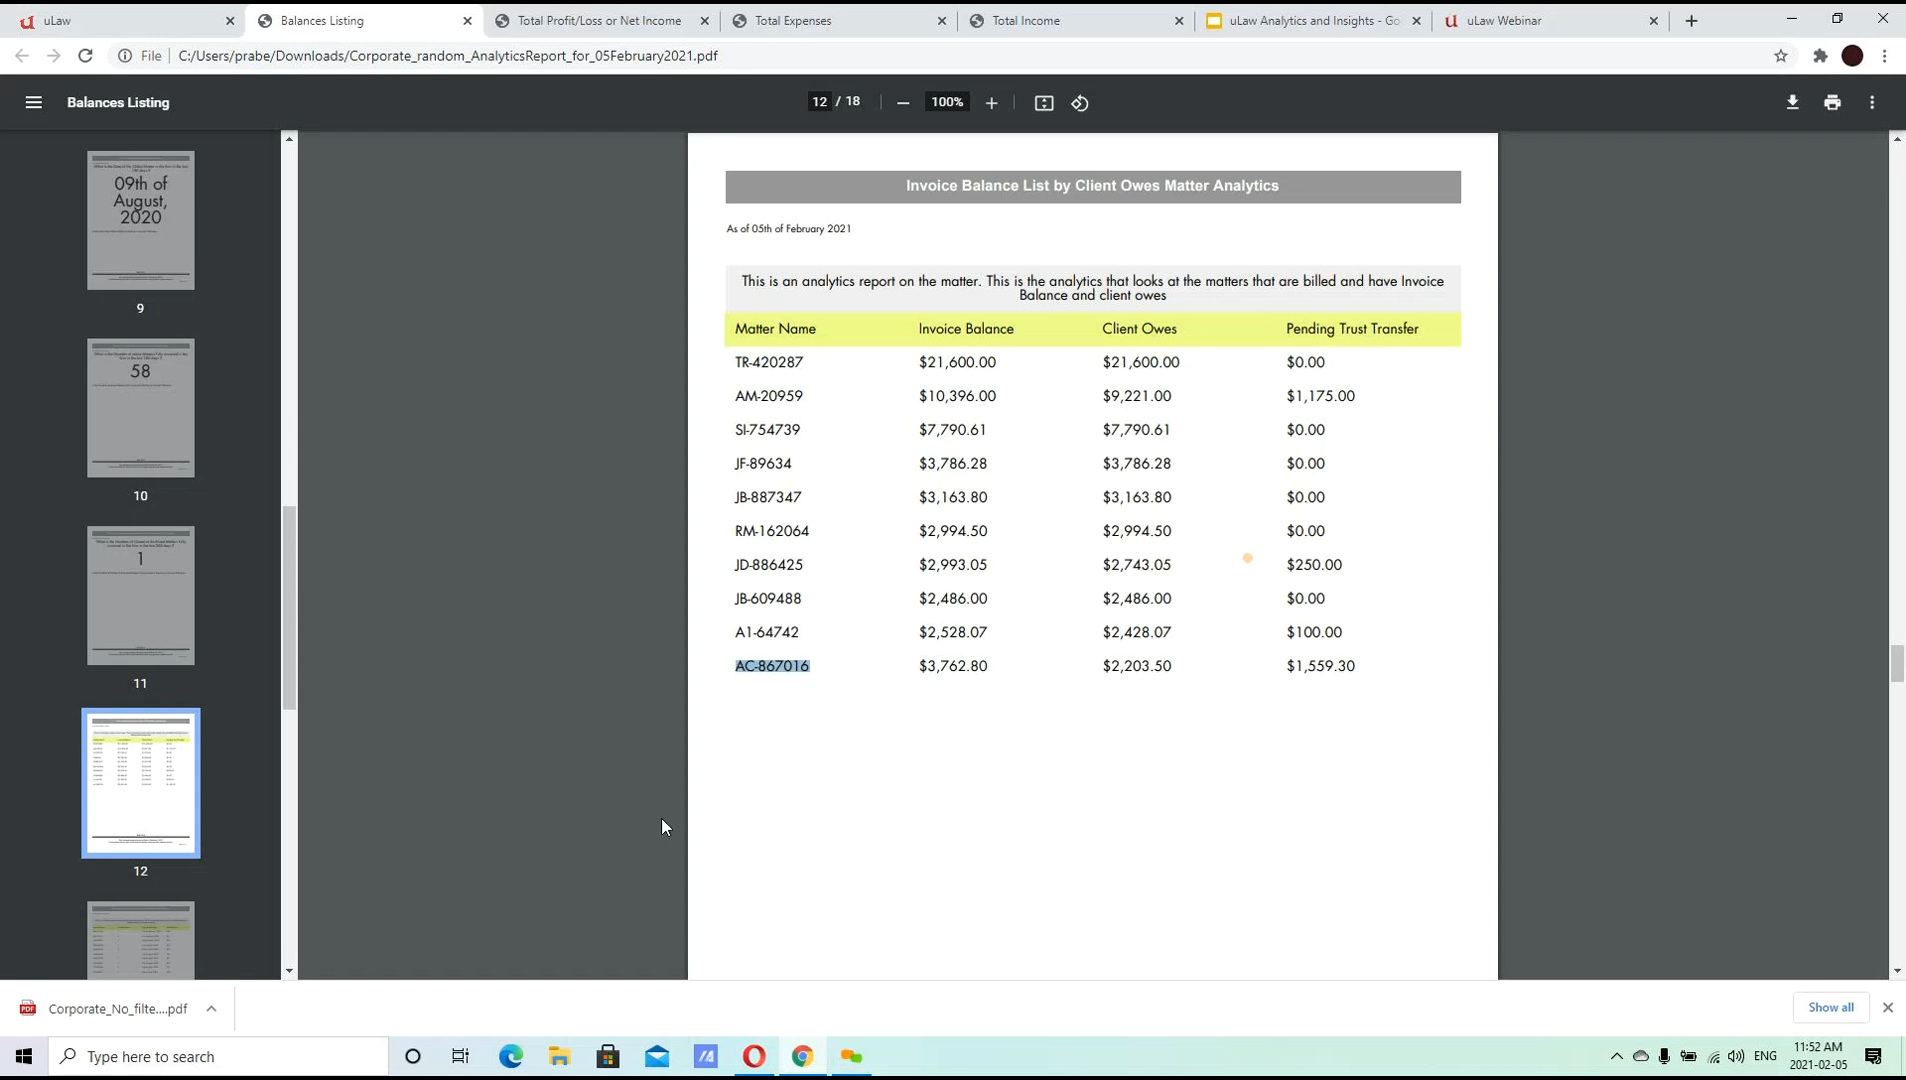 uLaw
Balances Listing
Total Profit/Loss or Net Income
Total Expenses
Total Income
uLaw Analytics and Insights - Go
uLaw Webinar
File C:/Users/prabe/Downloads/Corporate_random_AnalyticsReport_for_05February2021.pdf
Balances Listing
12 / 18
100%
09th of
August,
2020
9
58
10
1
11
12
Invoice Balance List by Client Owes Matter Analytics
As of 05th of February 2021
This is an analytics report on the matter. This is the analytics that looks at the matters that are billed and have Invoice
Balance and client owes
Matter Name Invoice Balance Client Owes Pending Trust Transfer
TR-420287 $21,600.00 $21,600.00 $0.00
AM-20959 $10,396.00 $9,221.00 $1,175.00
SI-754739 $7,790.61 $7,790.61 $0.00
JF-89634 $3,786.28 $3,786.28 $0.00
JB-887347 $3,163.80 $3,163.80 $0.00
RM-162064 $2,994.50 $2,994.50 $0.00
JD-886425 $2,993.05 $2,743.05 $250.00
JB-609488 $2,486.00 $2,486.00 $0.00
A1-64742 $2,528.07 $2,428.07 $100.00
AC-867016 $3,762.80 $2,203.50 $1,559.30
Corporate_No_filte....pdf
Show all
Type here to search
ENG
11:52 AM
2021-02-05